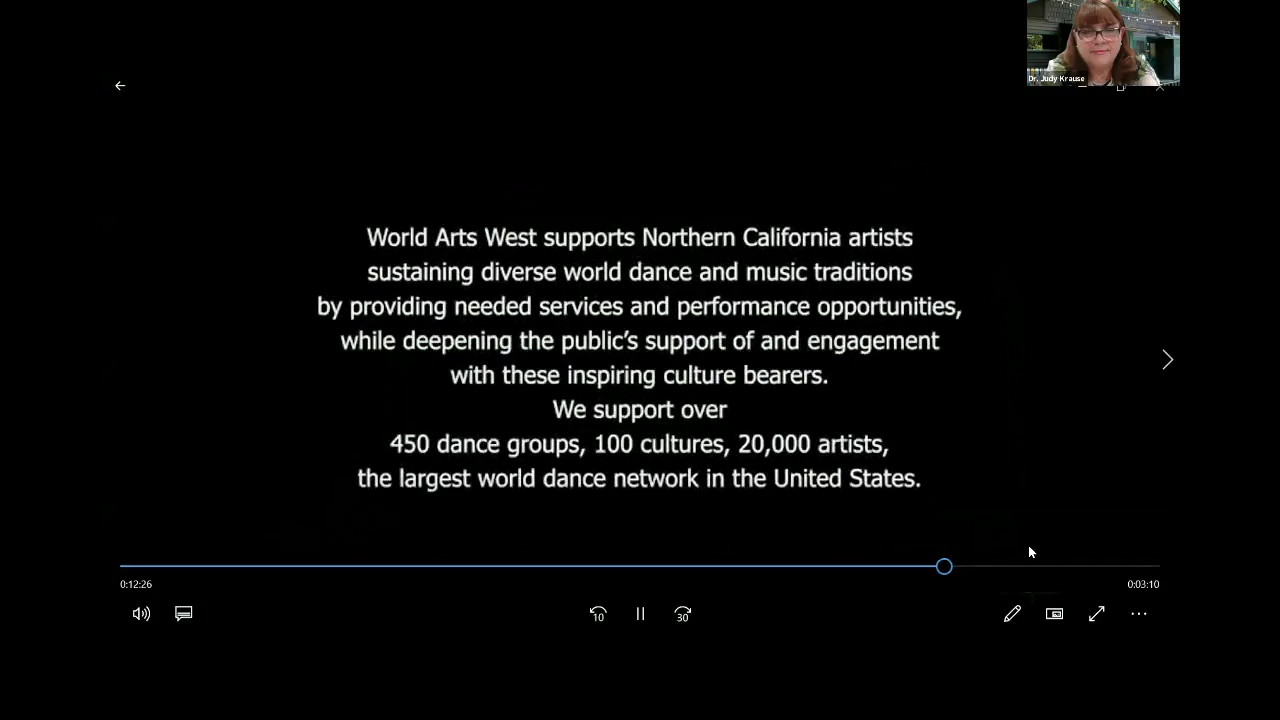 Dr. Judy Krause
World Arts West supports Northern California artists
sustaining diverse world dance and music traditions
by providing needed services and performance opportunities,
while deepening the public’s support of and engagement
with these inspiring culture bearers.
We support over
450 dance groups, 100 cultures, 20,000 artists,
the largest world dance network in the United States.
0:12:26
0:03:10
10
30